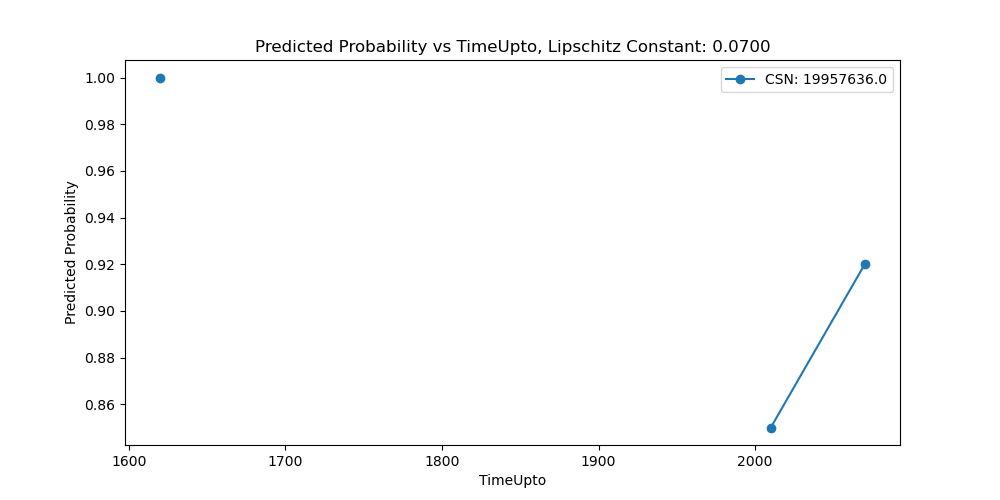 Predicted Probability vs TimeUpto, Lipschitz Constant: 0.0700
CSN: 19957636.0
Predicted Probability
1.00
0.98
0.96
0.94
0.92
0.90
0.88
0.86
1600 1700 1800 1900 2000
TimeUpto